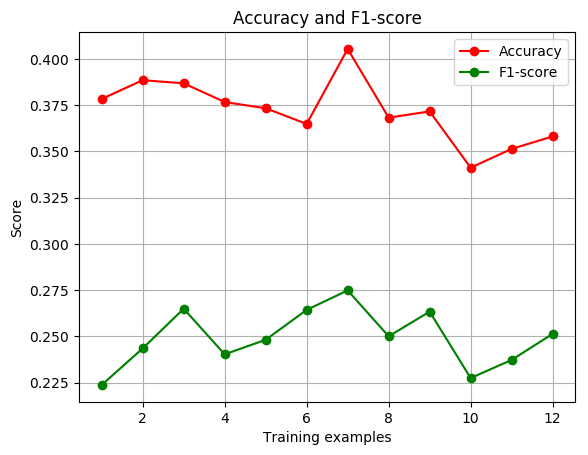 Accuracy and F1-score
Accuracy
F1-score
Score
0.400
0.375
0.350
0.325
0.300
0.275
0.250
0.225
2 4 6 8 10 12
Training examples